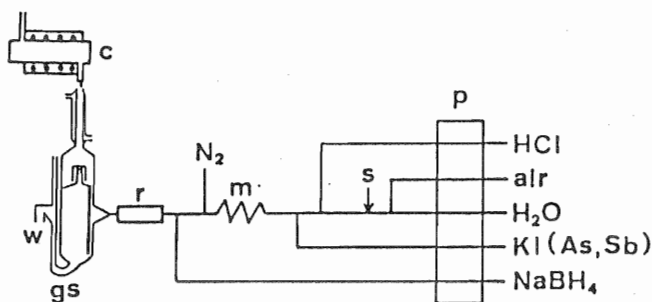 c
p
HCl
N₂
s
air
r
m
H₂O
w
KI (As, Sb)
gs
NaBH₄